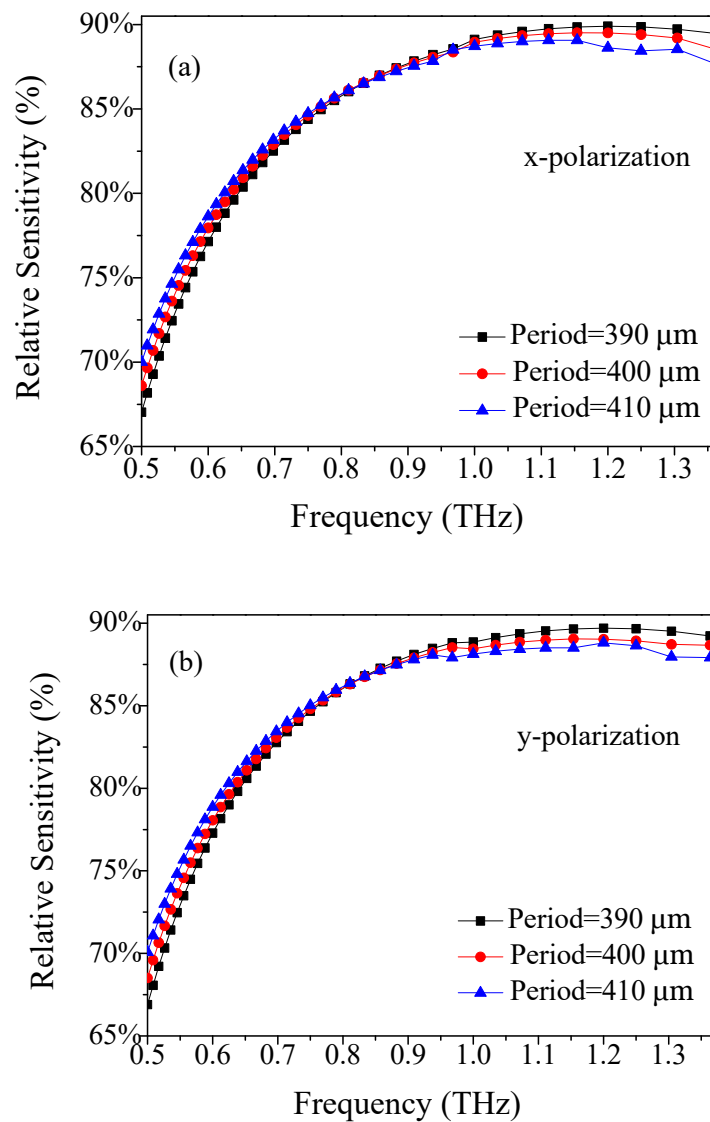 90%
(a)
85%
x-polarization
80%
75%
70%
65%
Relative Sensitivity (%)
Period=390 μm
Period=400 μm
Period=410 μm
0.5 0.6 0.7 0.8 0.9 1.0 1.1 1.2 1.3
Frequency (THz)
90%
(b)
85%
y-polarization
80%
75%
70%
65%
Relative Sensitivity (%)
Period=390 μm
Period=400 μm
Period=410 μm
0.5 0.6 0.7 0.8 0.9 1.0 1.1 1.2 1.3
Frequency (THz)